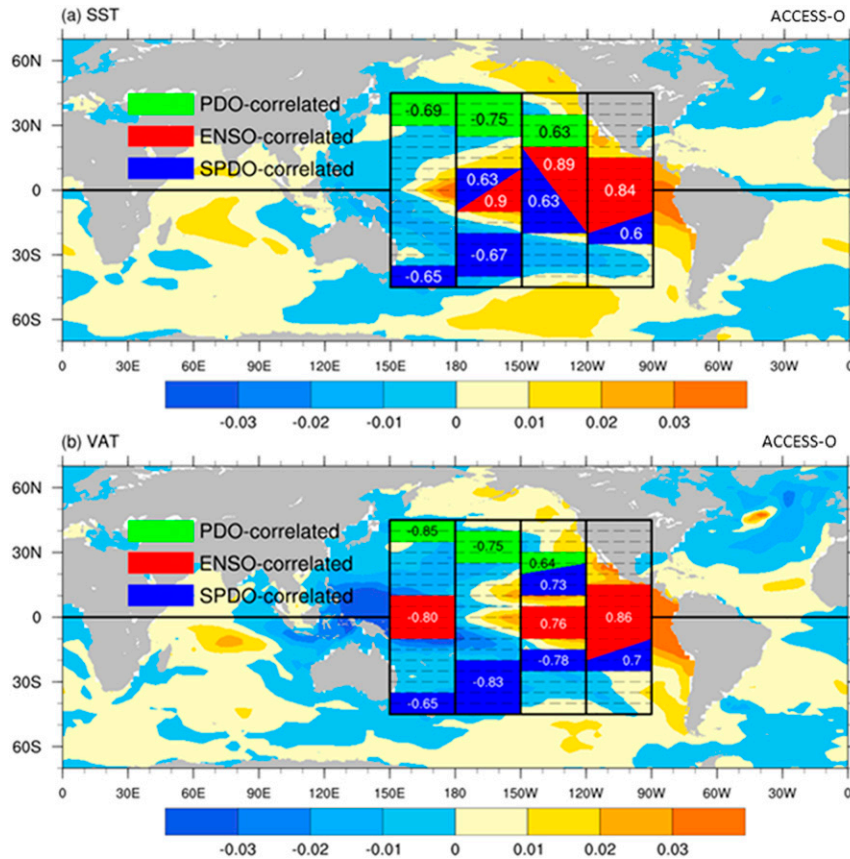 (a) SST ACCESS-O
60N
30N
0
30S
60S
PDO-correlated
ENSO-correlated
SPDO-correlated
-0.69 -0.75 0.63
0.63 0.9 0.89 0.63 0.84
-0.65 -0.67 0.6
0 30E 60E 90E 120E 150E 180 150W 120W 90W 60W 30W 0
-0.03 -0.02 -0.01 0 0.01 0.02 0.03
(b) VAT ACCESS-O
60N
30N
0
30S
60S
PDO-correlated
ENSO-correlated
SPDO-correlated
-0.85 -0.75 0.64
0.73
-0.80 0.76 0.86
-0.65 -0.83 -0.78 0.7
0 30E 60E 90E 120E 150E 180 150W 120W 90W 60W 30W 0
-0.03 -0.02 -0.01 0 0.01 0.02 0.03